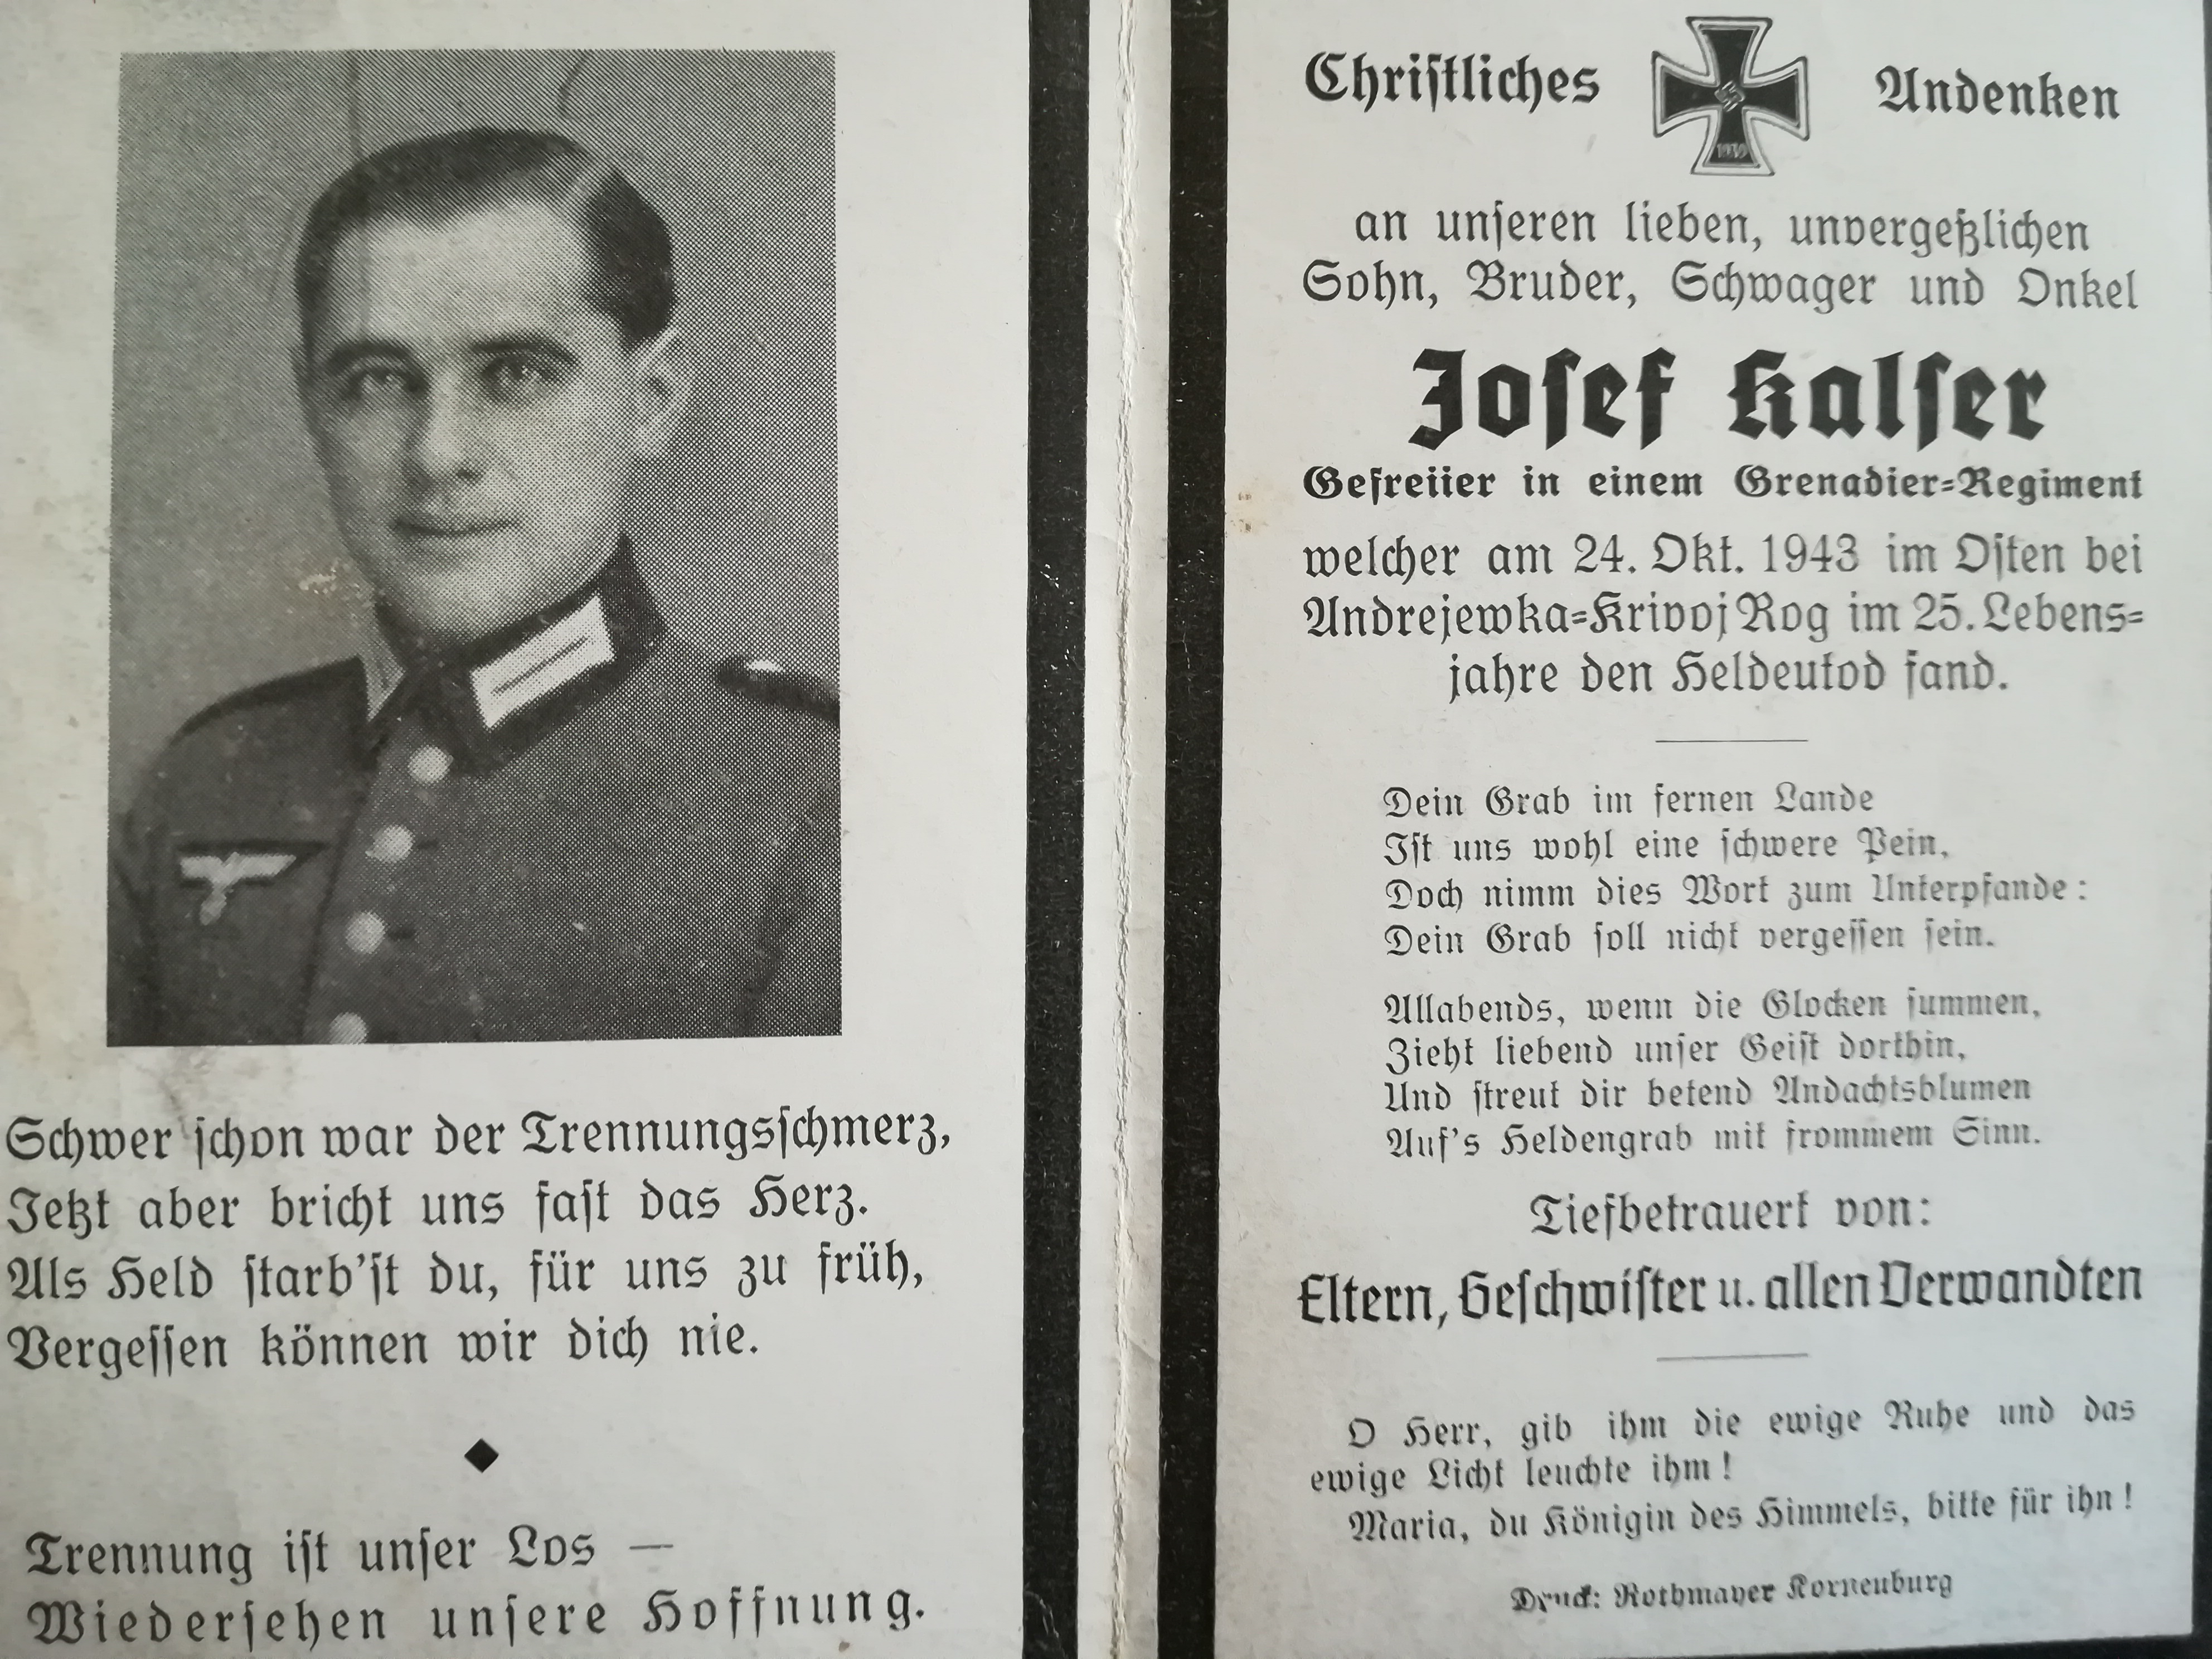 Schwer schon war der Trennungsschmerz,
Jetzt aber bricht uns fast das Herz.
Als Held starb'st du, für uns zu früh,
Vergessen können wir dich nie.
Trennung ist unser Los —
Wiedersehen unsere Hoffnung.
Christliches Andenken
1939
an unseren lieben, unvergeßlichen
Sohn, Bruder, Schwager und Onkel
Josef Kalser
Gefreiter in einem Grenadier=Regiment
welcher am 24. Okt. 1943 im Osten bei
Andrejewka=Krivoj Rog im 25. Lebens=
jahre den Heldeutod fand.
Dein Grab im fernen Lande
Ist uns wohl eine schwere Pein,
Doch nimm dies Wort zum Unterpfande:
Dein Grab soll nicht vergessen sein.
Allabends, wenn die Glocken summen,
Zieht liebend unser Geist dorthin,
Und streut dir betend Andachtsblumen
Auf's Heldengrab mit frommem Sinn.
Tiefbetrauert von:
Eltern, Geschwister u. allen Verwandten
O Herr, gib ihm die ewige Ruhe und das
ewige Licht leuchte ihm!
Maria, du Königin des Himmels, bitte für ihn!
Druck: Rothmayer Korneuburg